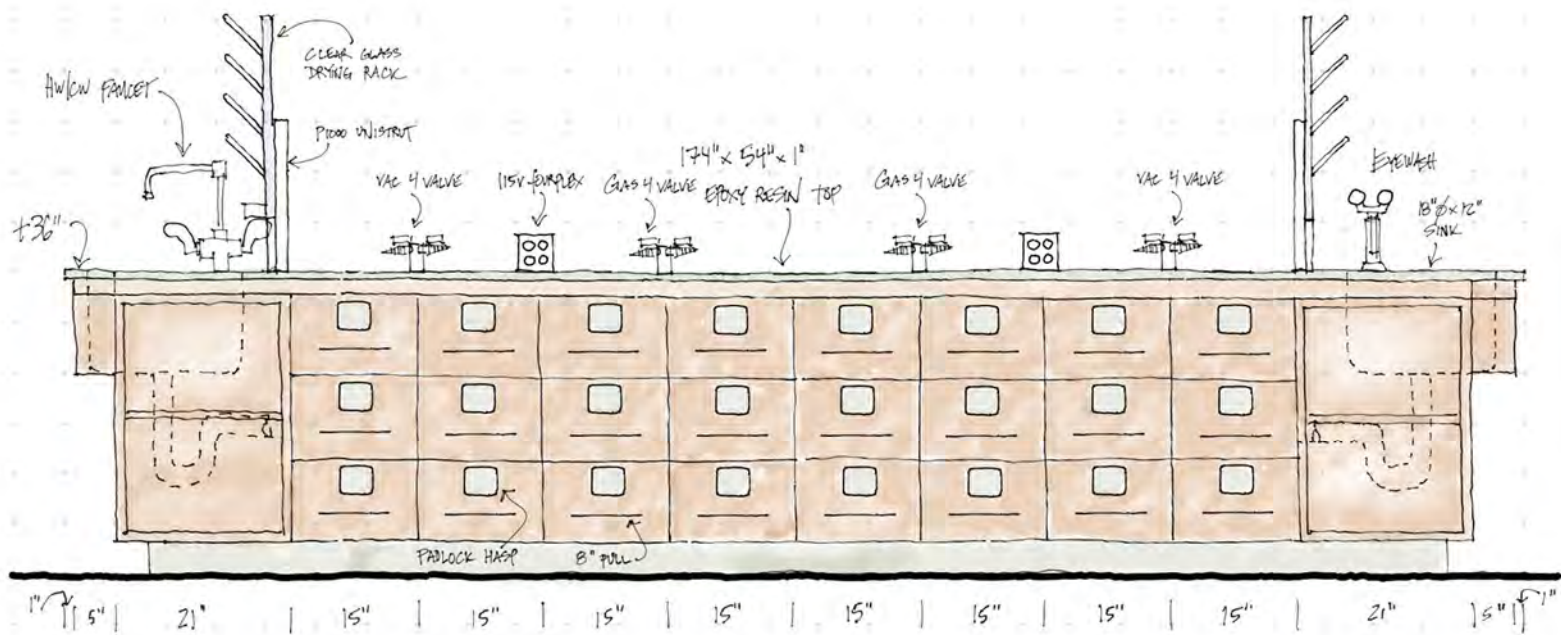 CLEAR GLASS
DRYING RACK
HW/CW FAUCET
P1000 UNISTRUT
174" x 54" x 1"
EPOXY RESIN TOP
VAC 4 VALVE
115V-FOURPLEX
GAS 4 VALVE
GAS 4 VALVE
VAC 4 VALVE
EYEWASH
18"Ø x 12"
SINK
+36"
PADLOCK HASP
8" PULL
1" 5" 21" 15" 15" 15" 15" 15" 15" 15" 15" 21" 5" 1"